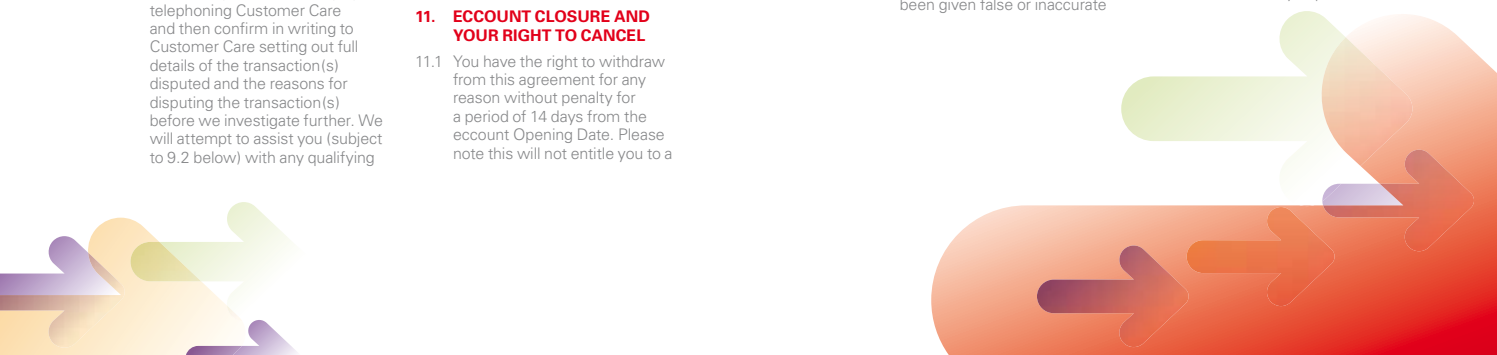 telephoning Customer Care
and then confirm in writing to
Customer Care setting out full
details of the transaction(s)
disputed and the reasons for
disputing the transaction(s)
before we investigate further. We
will attempt to assist you (subject
to 9.2 below) with any qualifying
11. ECCOUNT CLOSURE AND
YOUR RIGHT TO CANCEL
11.1 You have the right to withdraw
from this agreement for any
reason without penalty for
a period of 14 days from the
eccount Opening Date. Please
note this will not entitle you to a
been given false or inaccurate